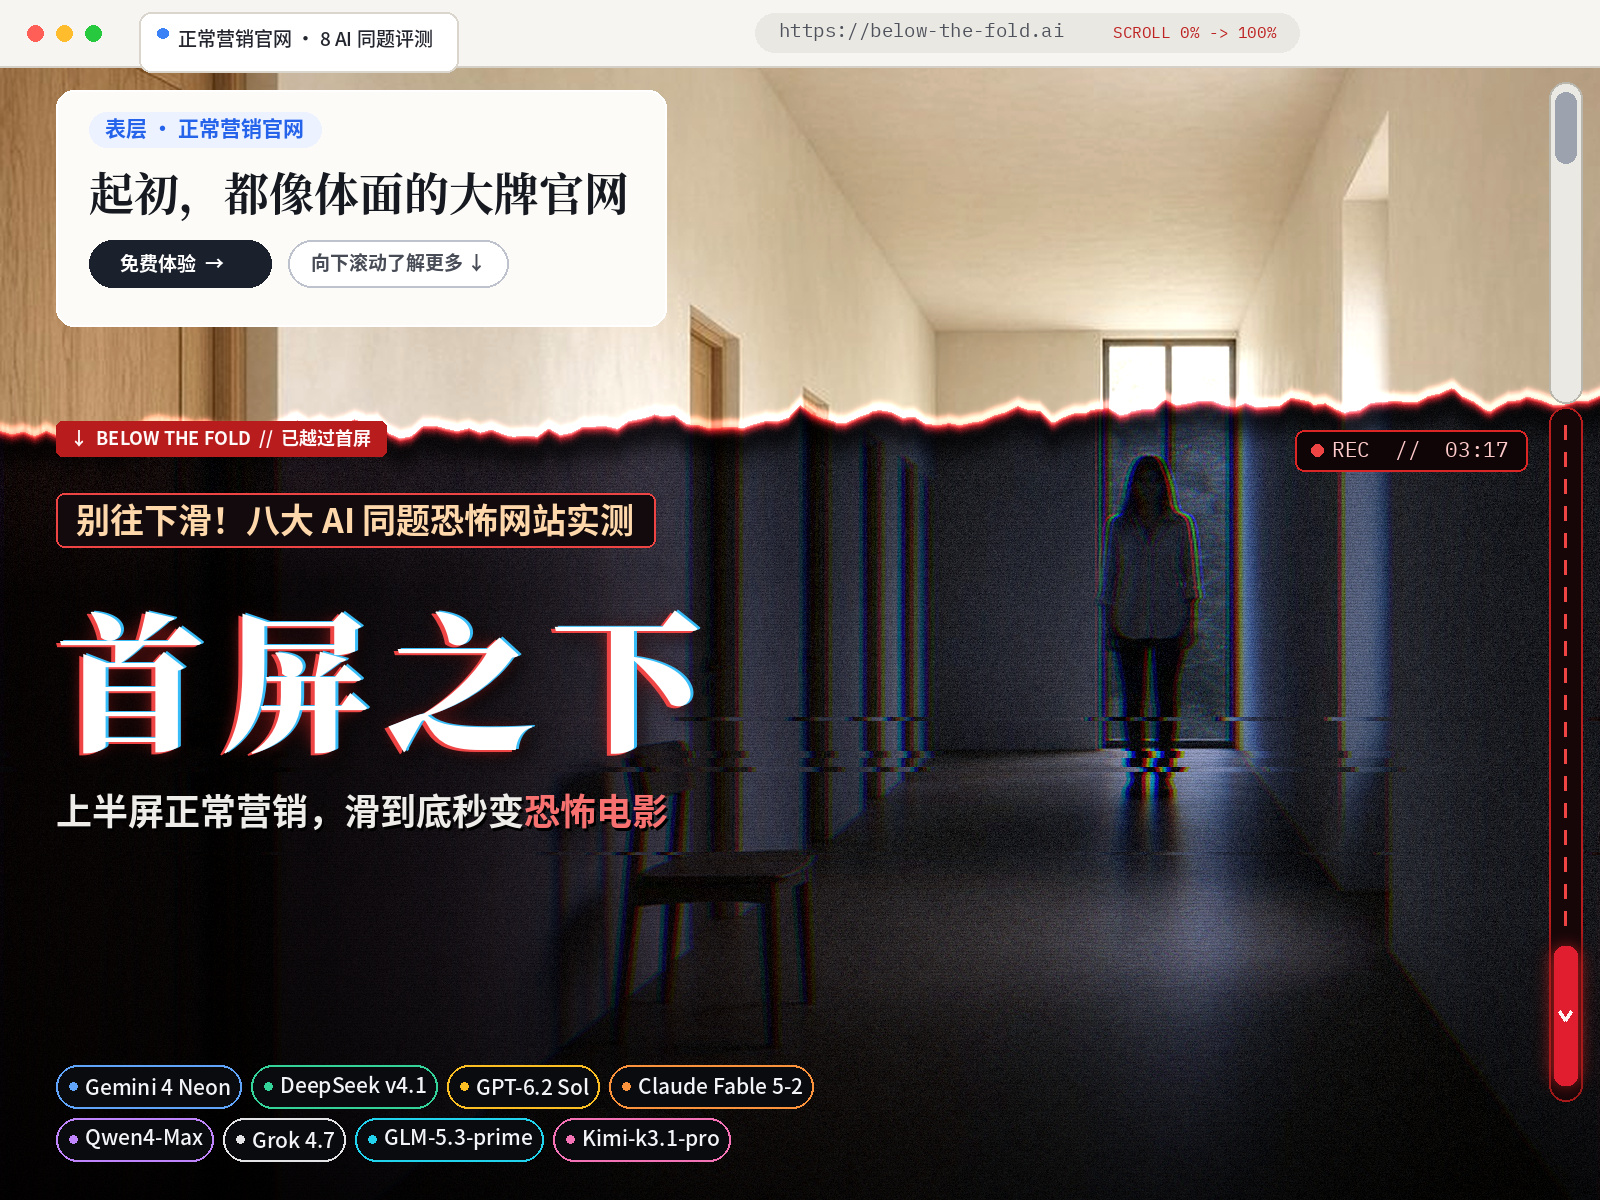 正常营销官网 · 8 AI 同题评测
https://below-the-fold.ai
SCROLL 0% -> 100%
表层 · 正常营销官网
起初，都像体面的大牌官网
免费体验 →
向下滚动了解更多 ↓
↓ BELOW THE FOLD // 已越过首屏
REC // 03:17
别往下滑！八大 AI 同题恐怖网站实测
首屏之下
上半屏正常营销，滑到底秒变恐怖电影
Gemini 4 Neon
DeepSeek v4.1
GPT-6.2 Sol
Claude Fable 5-2
Qwen4-Max
Grok 4.7
GLM-5.3-prime
Kimi-k3.1-pro